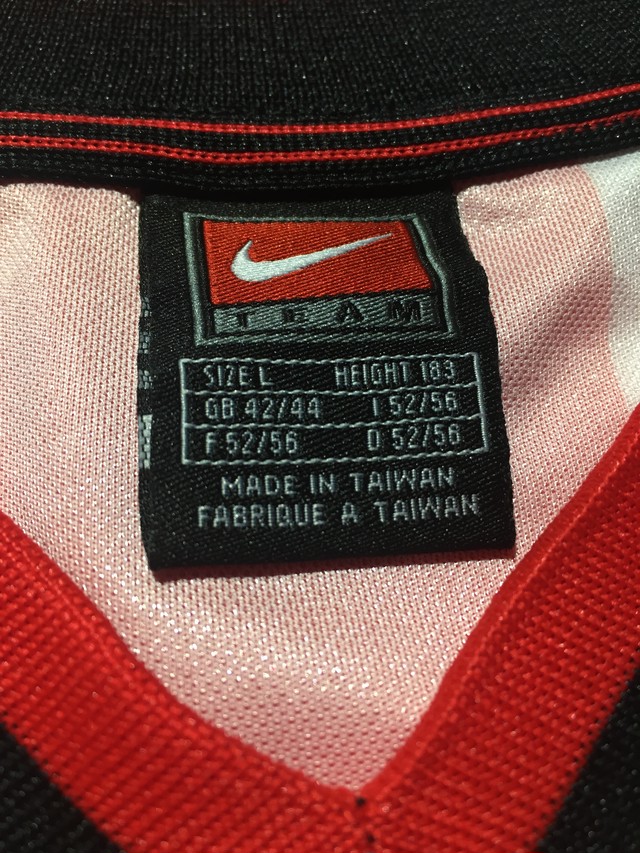 TEAM
SIZE L HEIGHT 183
GB 42/44 I 52/56
F 52/56 D 52/56
MADE IN TAIWAN
FABRIQUE A TAIWAN